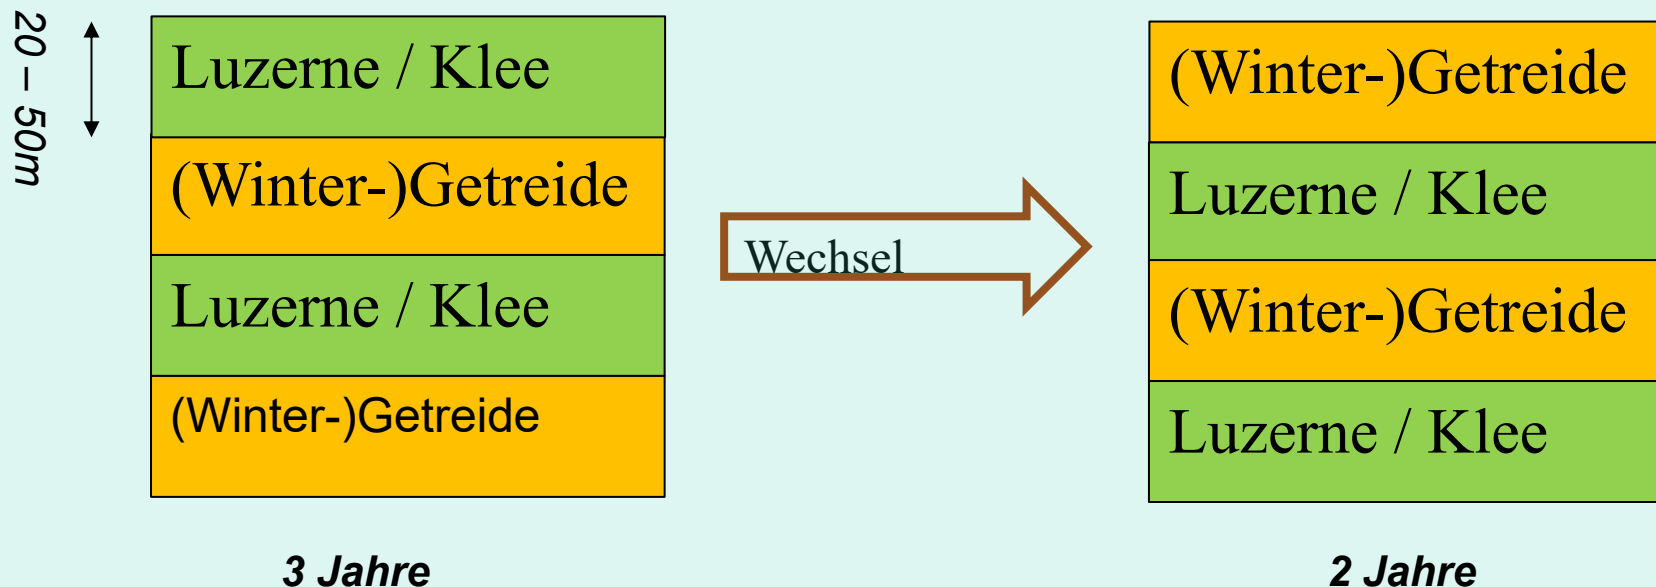 20 – 50m
Luzerne / Klee
(Winter-)Getreide
Luzerne / Klee
(Winter-)Getreide
3 Jahre
Wechsel
(Winter-)Getreide
Luzerne / Klee
(Winter-)Getreide
Luzerne / Klee
2 Jahre